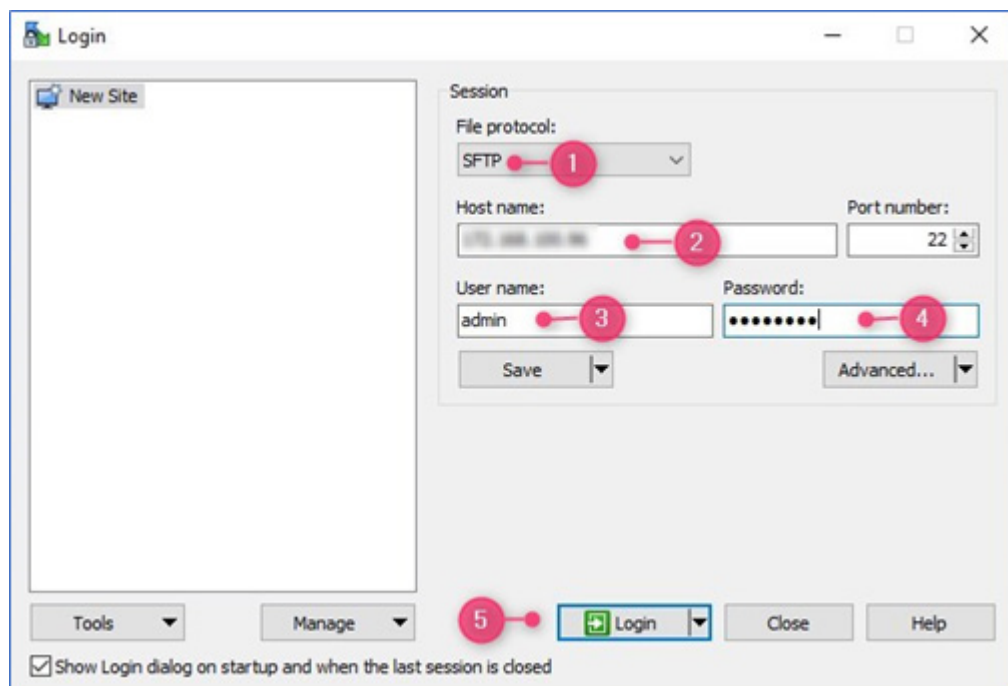 Login
New Site
Session
File protocol:
SFTP
1
Host name:
Port number:
2
22
User name:
Password:
admin
3
••••••••
4
Save
Advanced...
Tools
Manage
5
Login
Close
Help
Show Login dialog on startup and when the last session is closed